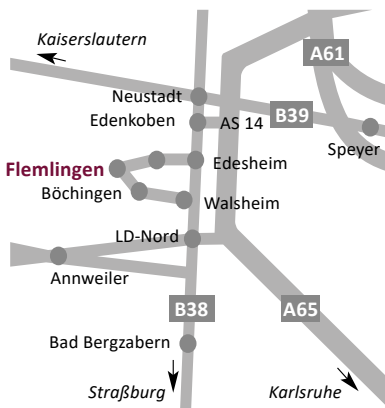 Kaiserslautern
A61
Neustadt
Edenkoben
AS 14
B39
Speyer
Flemlingen
Edesheim
Böchingen
Walsheim
LD-Nord
Annweiler
B38
A65
Bad Bergzabern
Straßburg
Karlsruhe